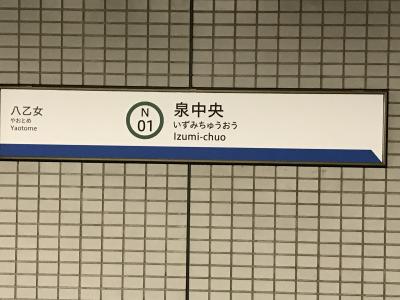 八乙女
やおとめ
Yaotome
N
01
泉中央
いずみちゅうおう
Izumi-chuo